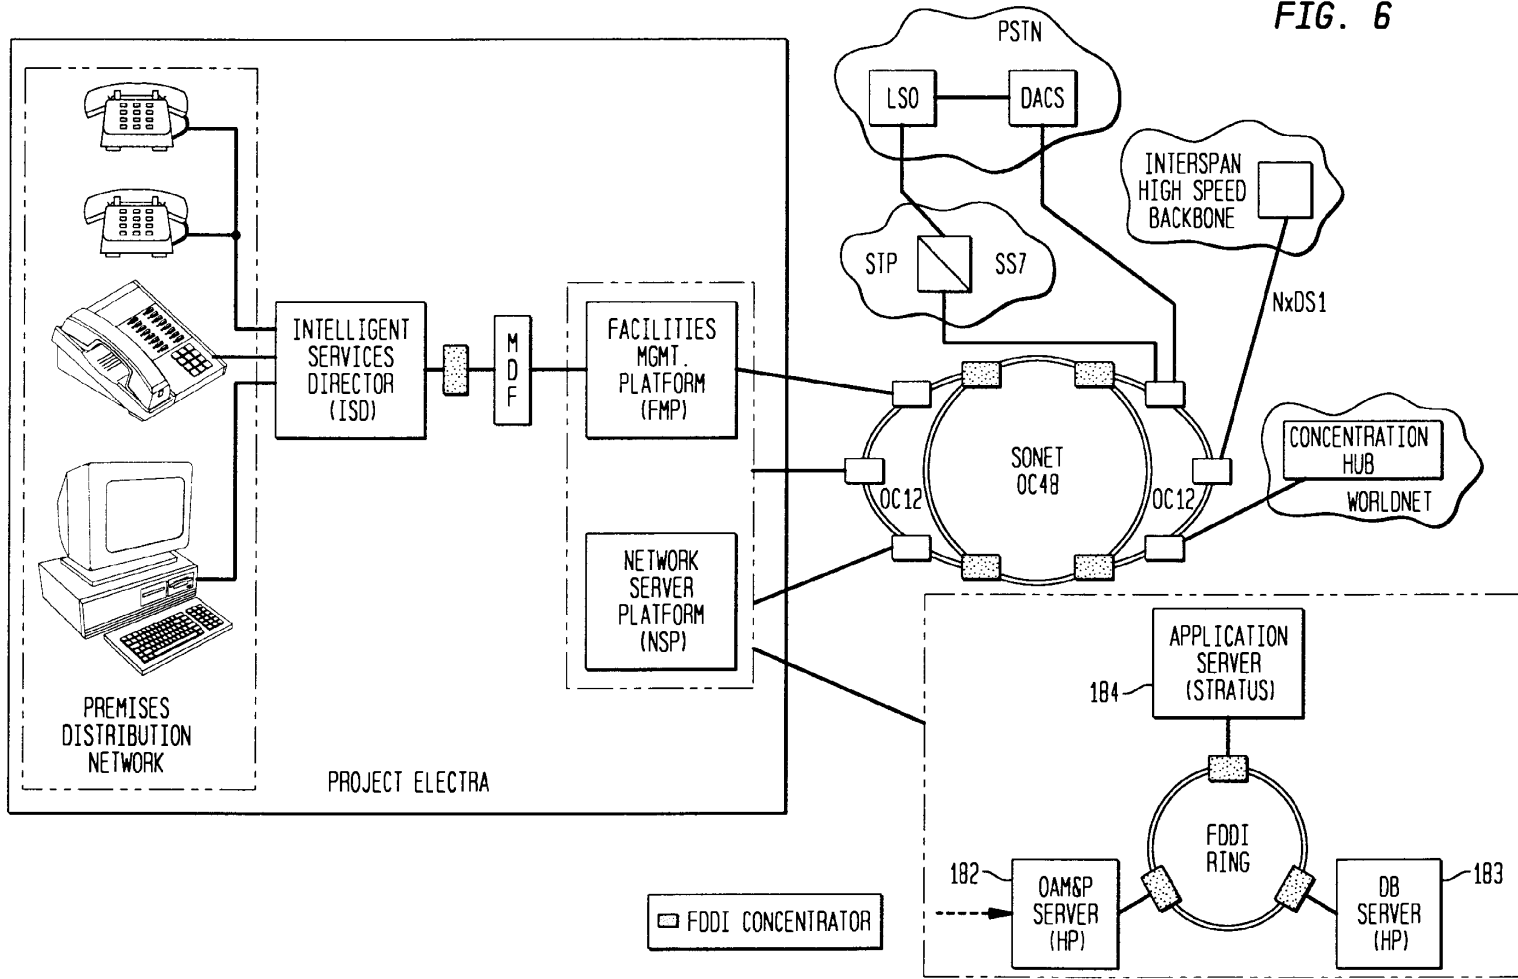 FIG. 6
PSTN
LSO
DACS
INTERSPAN
HIGH SPEED
BACKBONE
STP
SS7
NxDS1
INTELLIGENT
SERVICES
DIRECTOR
(ISD)
MDF
FACILITIES
MGMT.
PLATFORM
(FMP)
SONET
OC48
OC12
OC12
CONCENTRATION
HUB
WORLDNET
NETWORK
SERVER
PLATFORM
(NSP)
PREMISES
DISTRIBUTION
NETWORK
PROJECT ELECTRA
APPLICATION
SERVER
(STRATUS)
184
FDDI
RING
182
OAM&P
SERVER
(HP)
DB
SERVER
(HP)
183
FDDI CONCENTRATOR